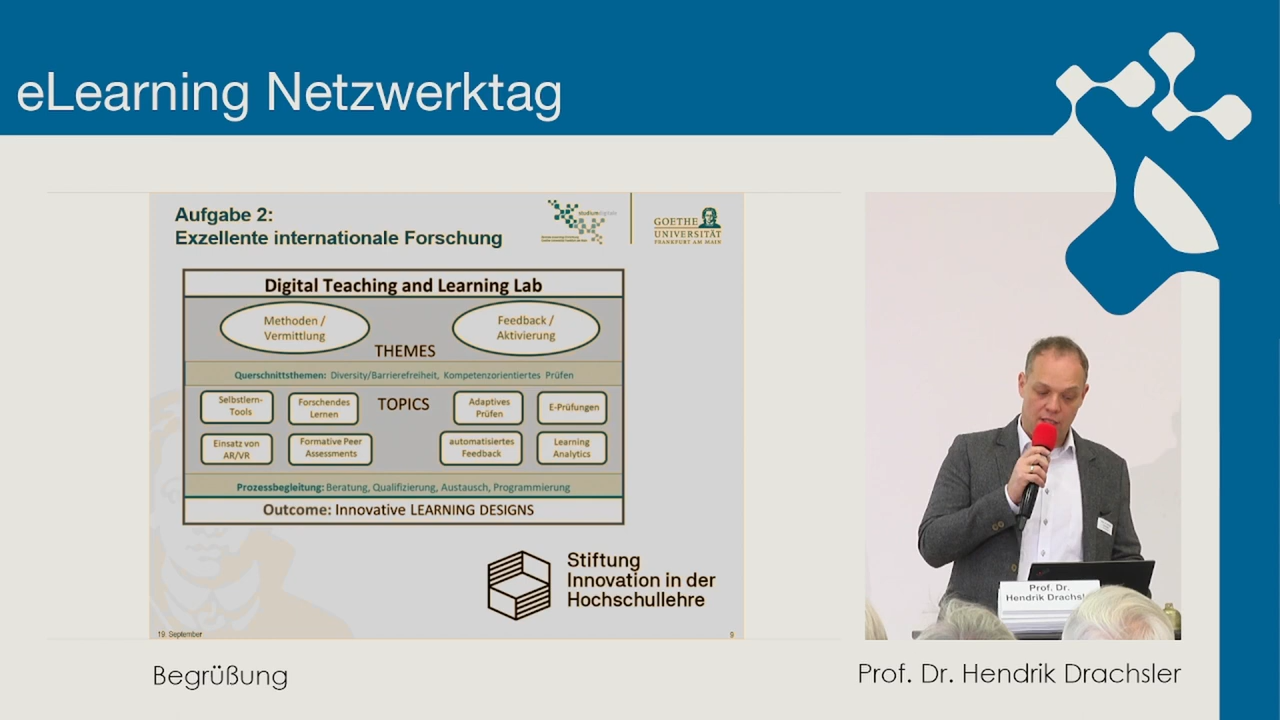 eLearning Netzwerktag
Aufgabe 2:
Exzellente internationale Forschung
studiumdigitale
GOETHE
UNIVERSITÄT
FRANKFURT AM MAIN
Digital Teaching and Learning Lab
Methoden /
Vermittlung
Feedback /
Aktivierung
THEMES
Querschnittsthemen: Diversity/Barrierefreiheit, Kompetenzorientiertes Prüfen
Selbstlern-
Tools
Forschendes
Lernen
TOPICS
Adaptives
Prüfen
E-Prüfungen
Einsatz von
AR/VR
Formative Peer
Assessments
automatisiertes
Feedback
Learning
Analytics
Prozessbegleitung: Beratung, Qualifizierung, Austausch, Programmierung
Outcome: Innovative LEARNING DESIGNS
Stiftung
Innovation in der
Hochschullehre
19. September
9
Prof. Dr.
Hendrik Drachsl
Begrüßung
Prof. Dr. Hendrik Drachsler